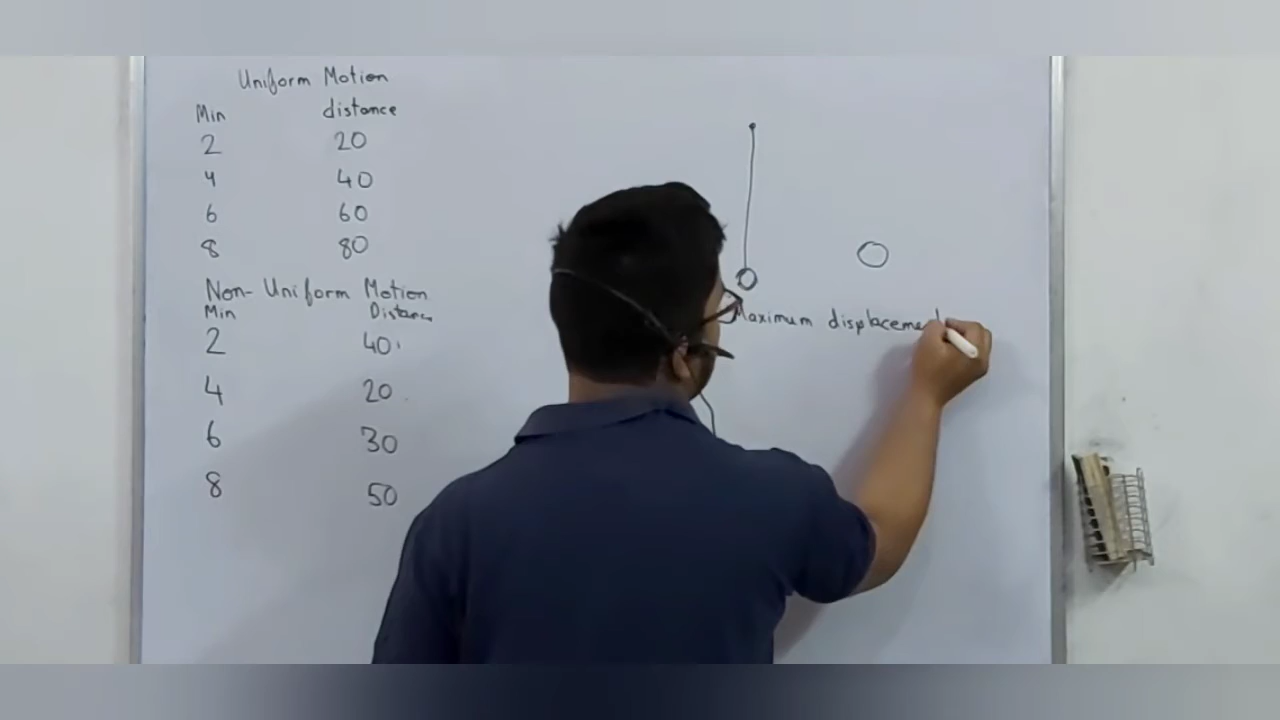 Uniform Motion
Min distance
2 20
4 40
6 60
8 80
Non-Uniform Motion
Min Distance
2 40
4 20
6 30
8 50
Maximum displacement